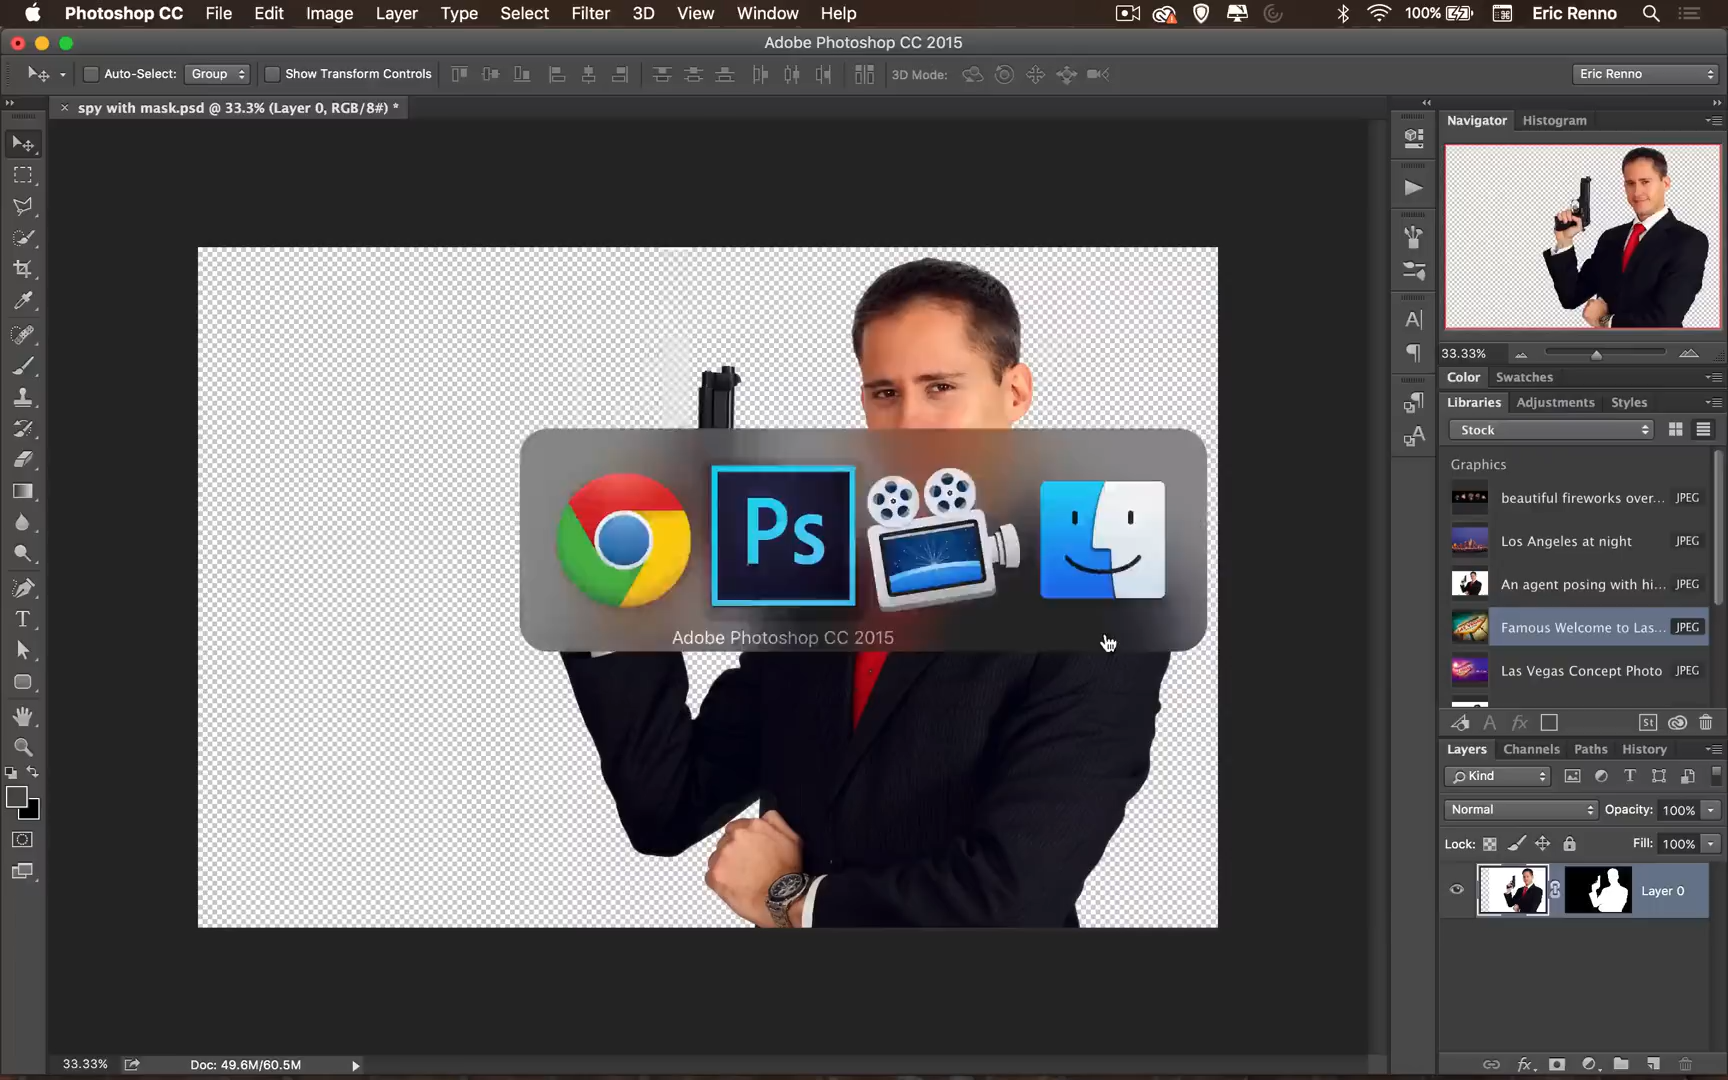 Photoshop CC File Edit Image Layer Type Select Filter 3D View Window Help 100% Eric Renno
Adobe Photoshop CC 2015
Auto-Select: Group Show Transform Controls 3D Mode: Eric Renno
spy with mask.psd @ 33.3% (Layer 0, RGB/8#) *
Navigator Histogram
33.33%
Color Swatches
Libraries Adjustments Styles
Stock
Graphics
beautiful fireworks over... JPEG
Los Angeles at night JPEG
An agent posing with hi... JPEG
Famous Welcome to Las... JPEG
Las Vegas Concept Photo JPEG
Ps
Adobe Photoshop CC 2015
St
Layers Channels Paths History
Kind
Normal Opacity: 100%
Lock: Fill: 100%
Layer 0
33.33% Doc: 49.6M/60.5M